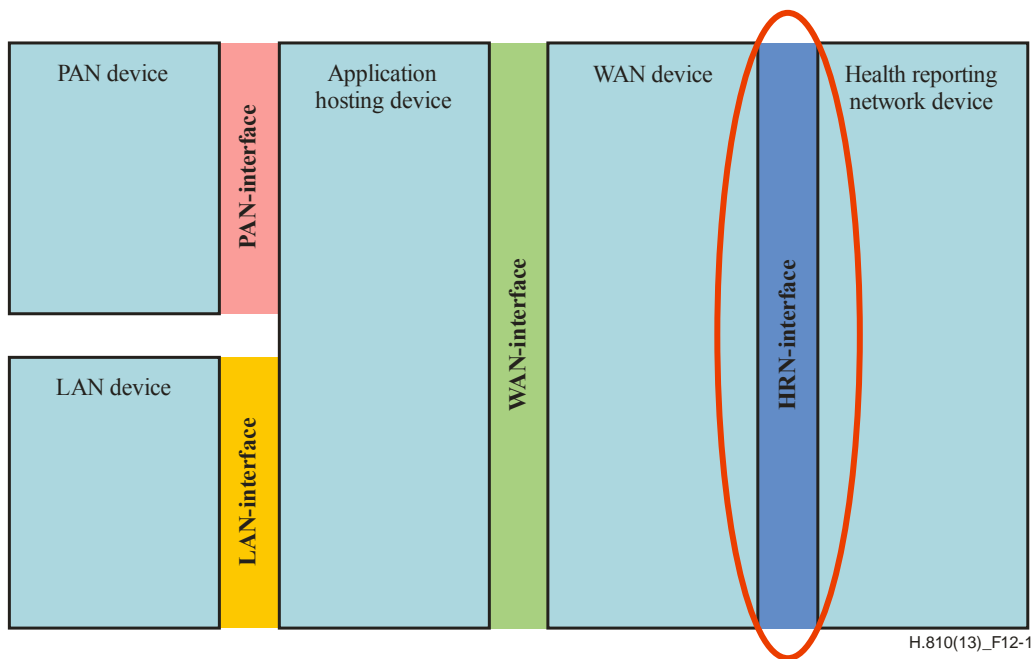 PAN device
PAN-interface
Application
hosting device
WAN-interface
WAN device
HRN-interface
Health reporting
network device
LAN device
LAN-interface
H.810(13)_F12-1